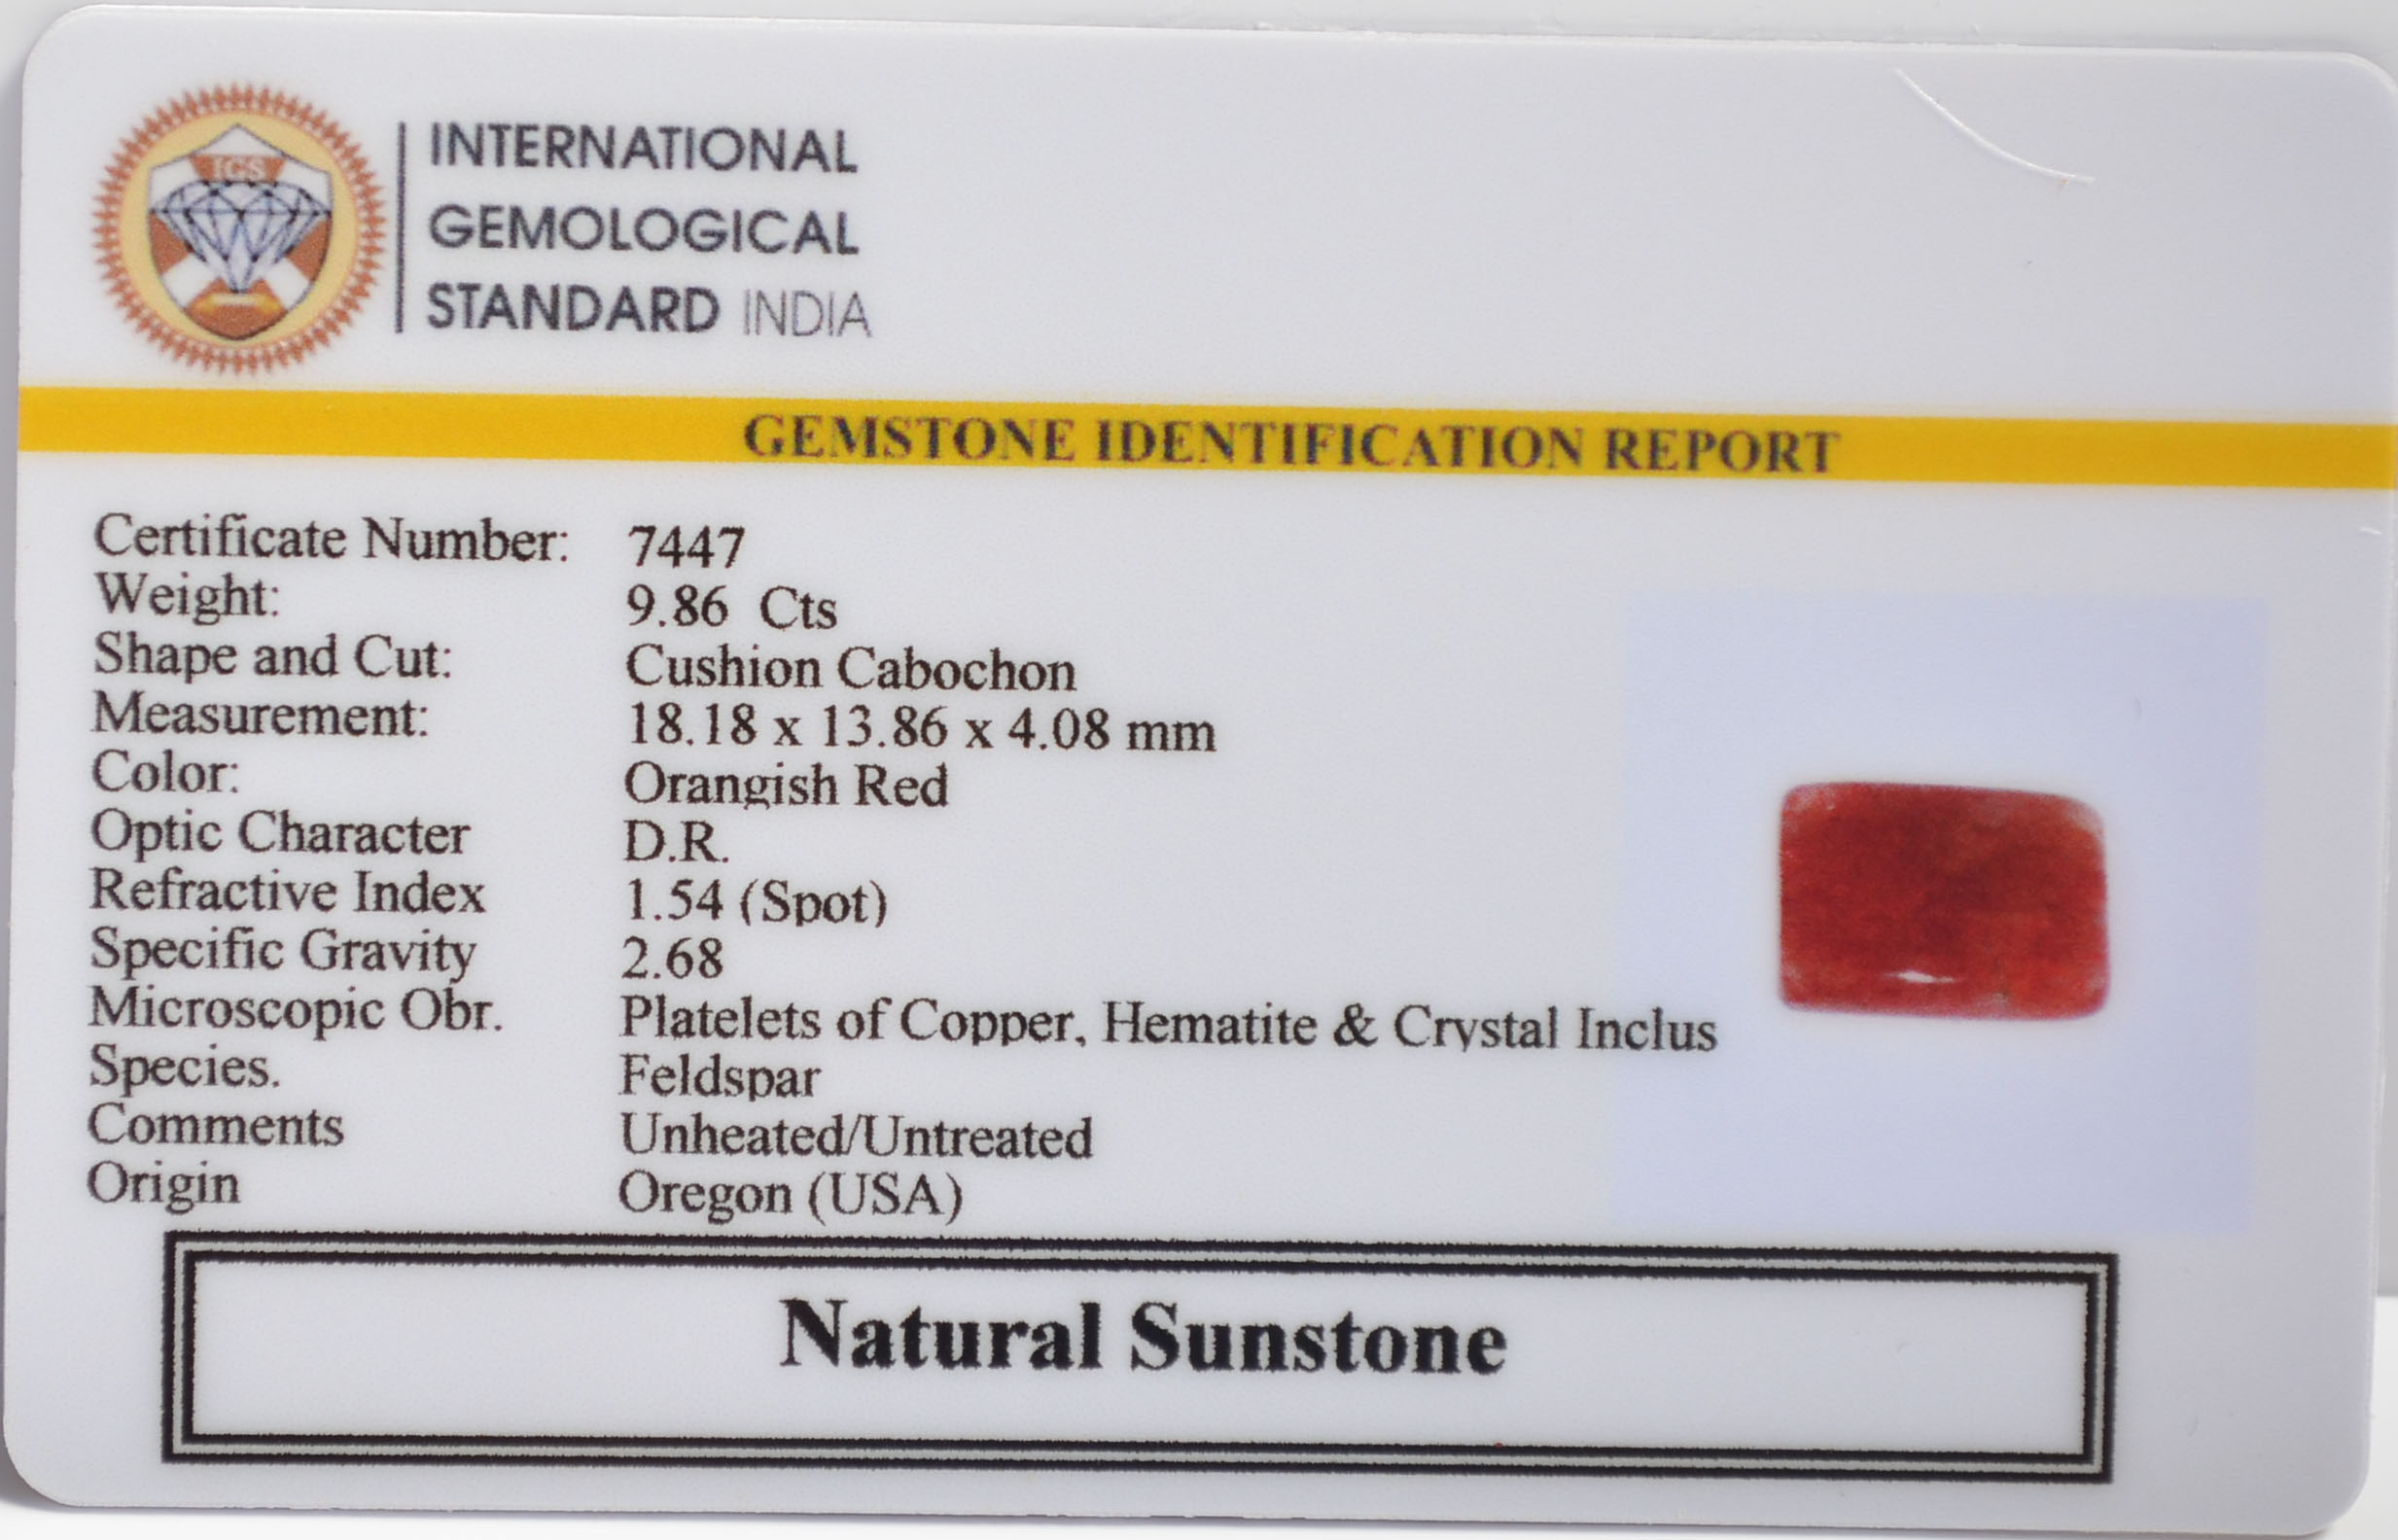 IGS
INTERNATIONAL
GEMOLOGICAL
STANDARD INDIA
GEMSTONE IDENTIFICATION REPORT
Certificate Number: 7447
Weight: 9.86 Cts
Shape and Cut: Cushion Cabochon
Measurement: 18.18 x 13.86 x 4.08 mm
Color: Orangish Red
Optic Character D.R.
Refractive Index 1.54 (Spot)
Specific Gravity 2.68
Microscopic Obr. Platelets of Copper, Hematite & Crystal Inclus
Species. Feldspar
Comments Unheated/Untreated
Origin Oregon (USA)
Natural Sunstone